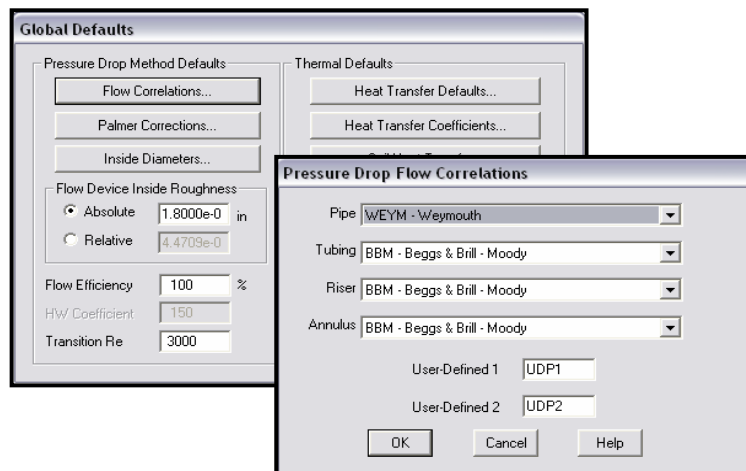 Global Defaults
Pressure Drop Method Defaults
Flow Correlations...
Palmer Corrections...
Inside Diameters...
Flow Device Inside Roughness
Absolute 1.8000e-0 in
Relative 4.4709e-0
Flow Efficiency 100 %
HW Coefficient 150
Transition Re 3000
Thermal Defaults
Heat Transfer Defaults...
Heat Transfer Coefficients...
Pressure Drop Flow Correlations
Pipe WEYM - Weymouth
Tubing BBM - Beggs & Brill - Moody
Riser BBM - Beggs & Brill - Moody
Annulus BBM - Beggs & Brill - Moody
User-Defined 1 UDP1
User-Defined 2 UDP2
OK Cancel Help